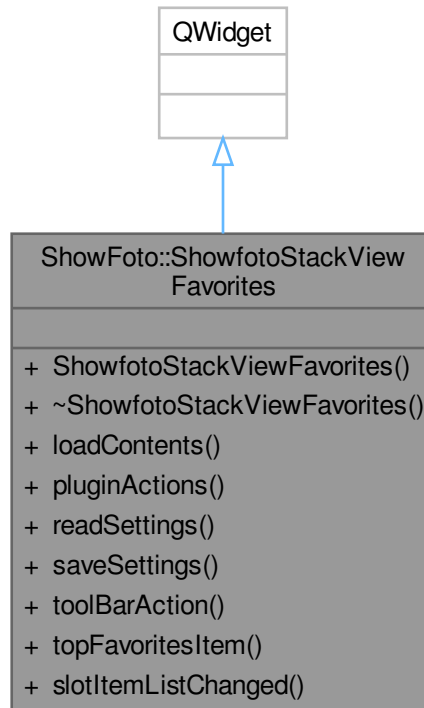 QWidget
ShowFoto::ShowfotoStackView
Favorites
+ ShowfotoStackViewFavorites()
+ ~ShowfotoStackViewFavorites()
+ loadContents()
+ pluginActions()
+ readSettings()
+ saveSettings()
+ toolBarAction()
+ topFavoritesItem()
+ slotItemListChanged()